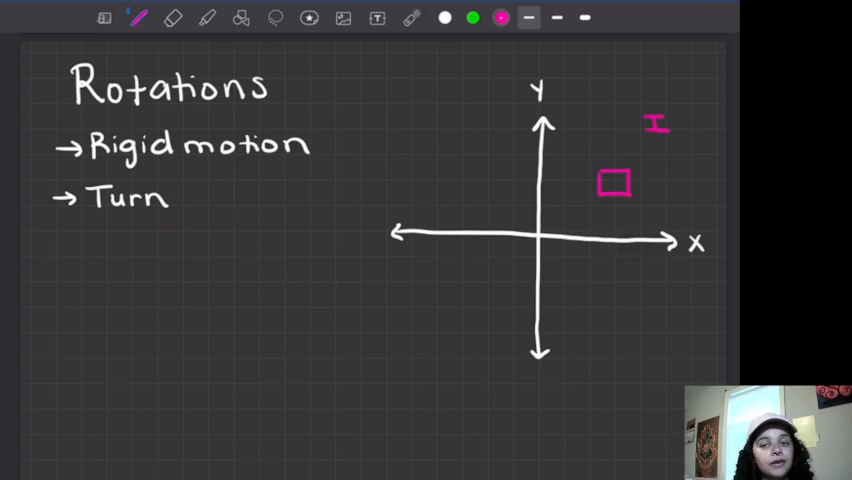 Rotations
→ Rigid motion
→ Turn
Y
I
X